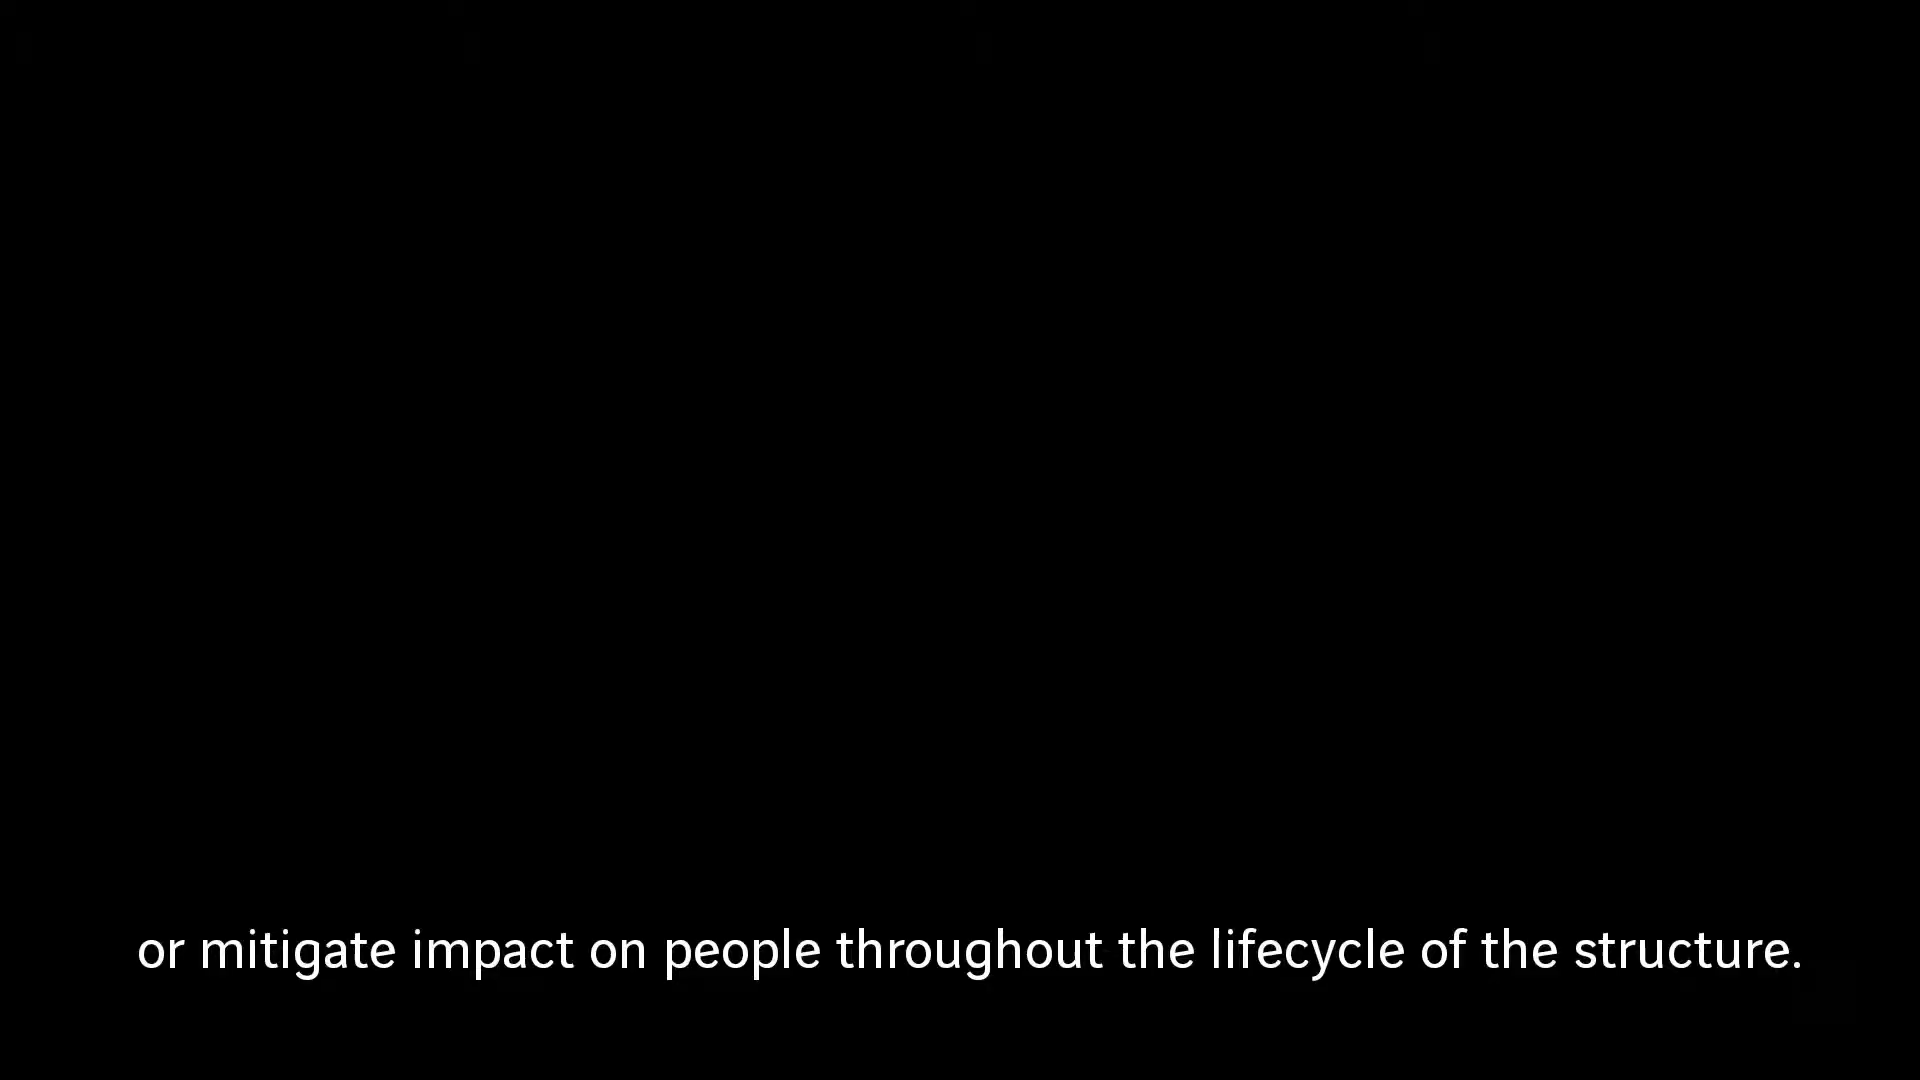 or mitigate impact on people throughout the lifecycle of the structure.